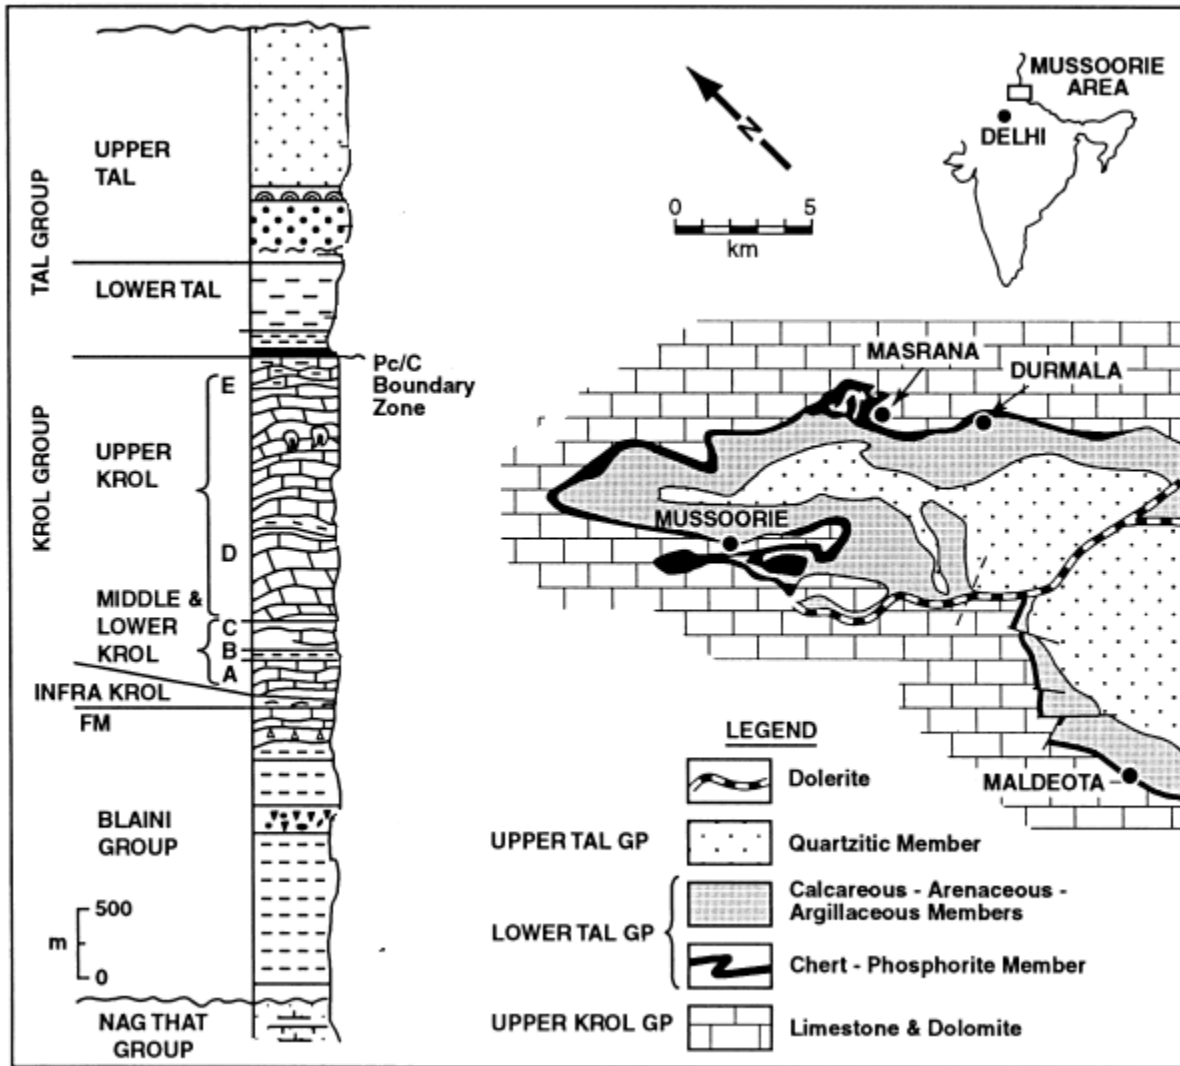 TAL GROUP
UPPER
TAL
LOWER TAL
Pc/C
Boundary
Zone
KROL GROUP
E
UPPER
KROL
D
MIDDLE &
LOWER
KROL
C
B
A
INFRA KROL
FM
BLAINI
GROUP
500
m
0
NAG THAT
GROUP
N
0 5
km
MUSSOORIE
AREA
DELHI
MASRANA
DURMALA
MUSSOORIE
MALDEOTA
LEGEND
Dolerite
UPPER TAL GP
Quartzitic Member
LOWER TAL GP
Calcareous - Arenaceous -
Argillaceous Members
Chert - Phosphorite Member
UPPER KROL GP
Limestone & Dolomite